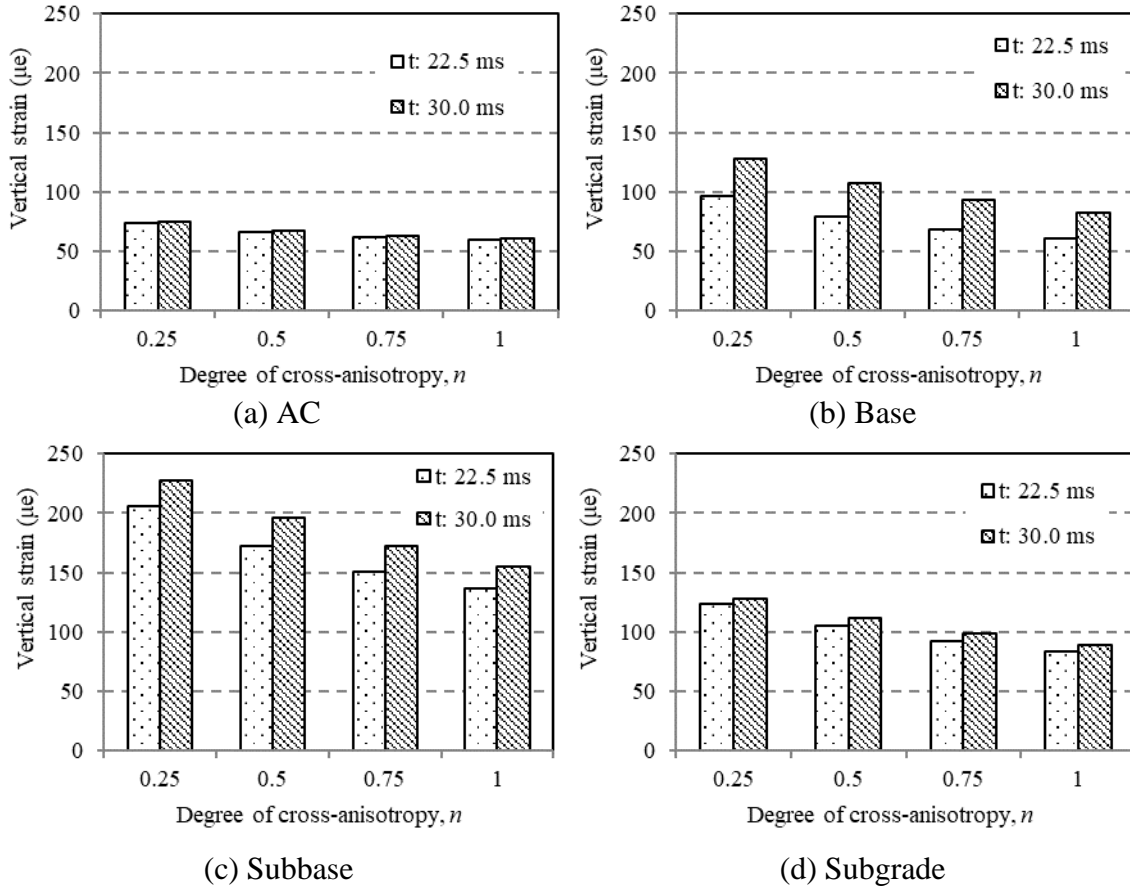 250
200
150
100
50
0
Vertical strain (µe)
t: 22.5 ms
t: 30.0 ms
0.25 0.5 0.75 1
Degree of cross-anisotropy, n
(a) AC
250
200
150
100
50
0
Vertical strain (µe)
t: 22.5 ms
t: 30.0 ms
0.25 0.5 0.75 1
Degree of cross-anisotropy, n
(b) Base
250
200
150
100
50
0
Vertical strain (µe)
t: 22.5 ms
t: 30.0 ms
0.25 0.5 0.75 1
Degree of cross-anisotropy, n
(c) Subbase
250
200
150
100
50
0
Vertical strain (µe)
t: 22.5 ms
t: 30.0 ms
0.25 0.5 0.75 1
Degree of cross-anisotropy, n
(d) Subgrade